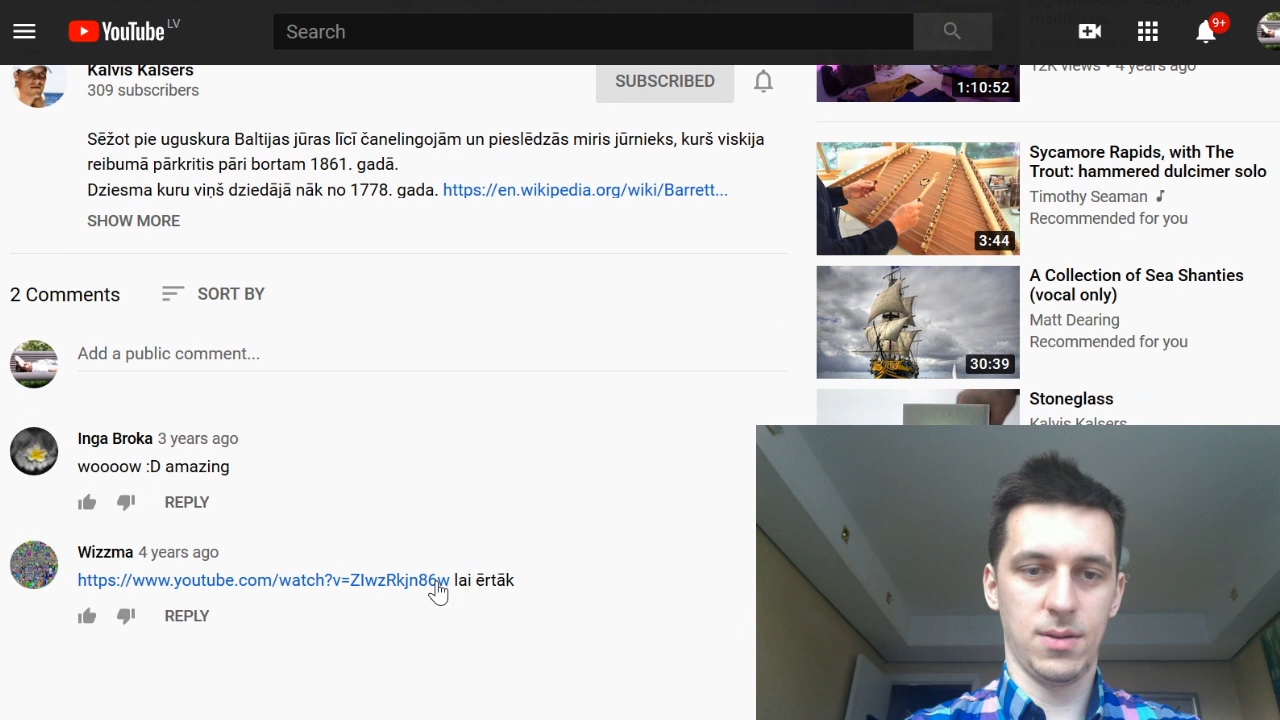 YouTube LV
Search
9+
Kalvis Kalsers
309 subscribers
SUBSCRIBED
Sēžot pie uguskura Baltijas jūras līcī čanelingojām un pieslēdzās miris jūrnieks, kurš viskija
reibumā pārkritis pāri bortam 1861. gadā.
Dziesma kuru viņš dziedājā nāk no 1778. gada. https://en.wikipedia.org/wiki/Barrett...
SHOW MORE
2 Comments
SORT BY
Add a public comment...
Inga Broka 3 years ago
woooow :D amazing
REPLY
Wizzma 4 years ago
https://www.youtube.com/watch?v=ZIwzRkjn86w lai ērtāk
REPLY
12K views • 4 years ago
1:10:52
Sycamore Rapids, with The
Trout: hammered dulcimer solo
Timothy Seaman
Recommended for you
3:44
A Collection of Sea Shanties
(vocal only)
Matt Dearing
Recommended for you
30:39
Stoneglass
Kalvis Kalsers